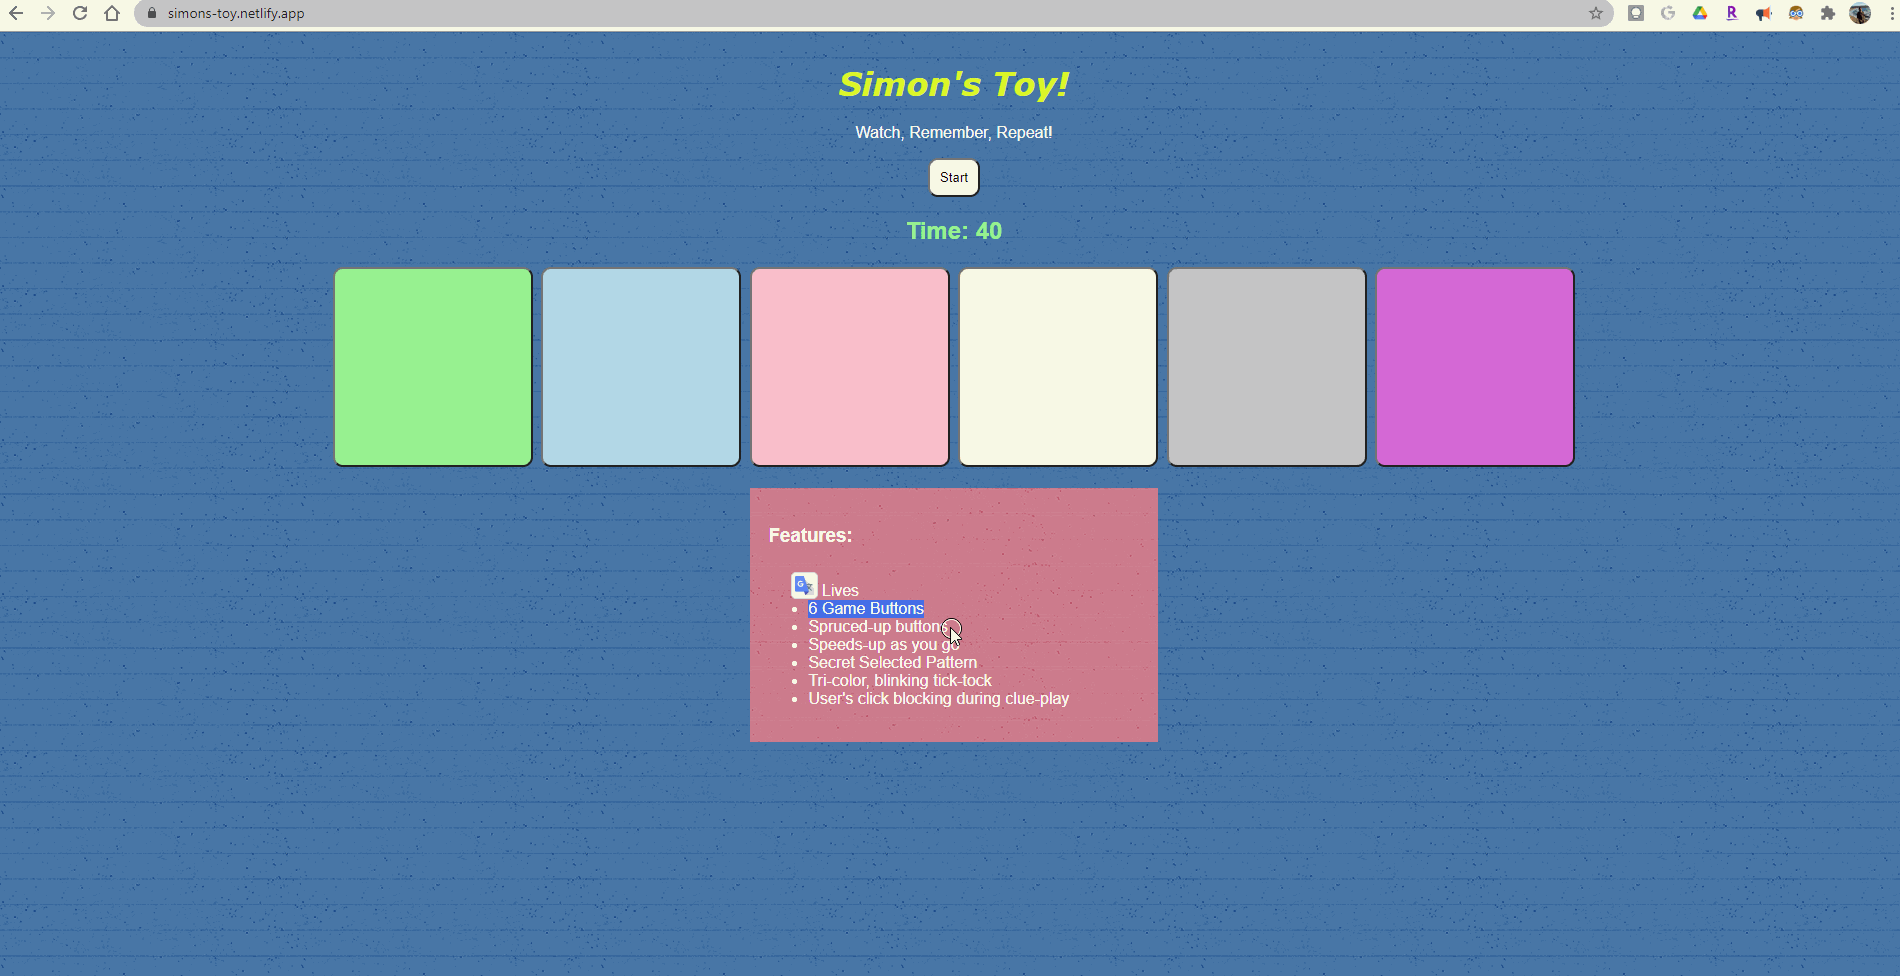 simons-toy.netlify.app
Simon's Toy!
Watch, Remember, Repeat!
Start
Time: 40
Features:
Lives
6 Game Buttons
Spruced-up buttons
Speeds-up as you go
Secret Selected Pattern
Tri-color, blinking tick-tock
User's click blocking during clue-play